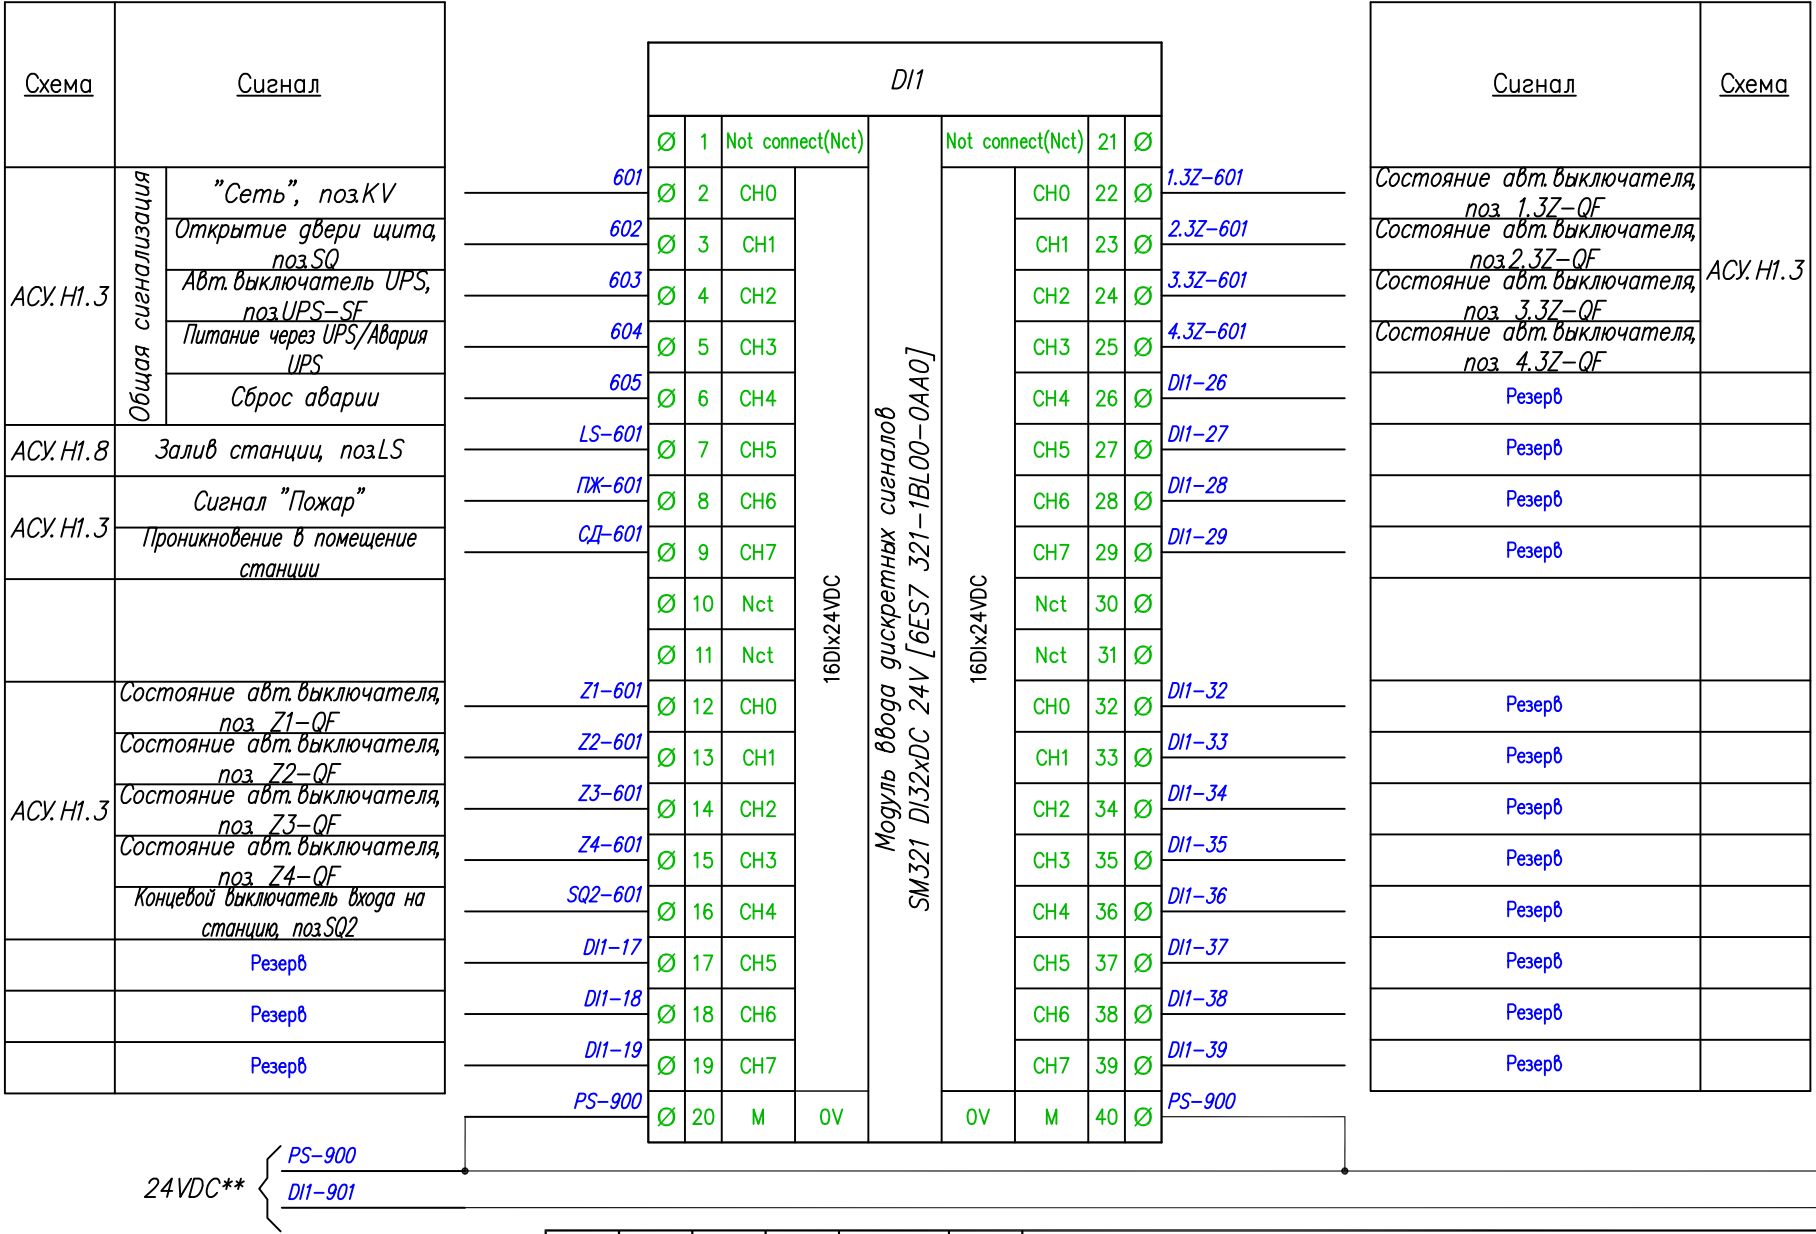 Схема
Сигнал
DI1
Сигнал
Схема
Ø 1 Not connect(Nct)
Not connect(Nct) 21 Ø
АСУ.Н1.3
Общая сигнализация
"Сеть", поз.KV
601
Ø 2 CH0
CH0 22 Ø
1.3Z-601
Состояние авт.выключателя,
поз. 1.3Z-QF
АСУ.Н1.3
Открытие двери щита,
поз.SQ
602
Ø 3 CH1
CH1 23 Ø
2.3Z-601
Состояние авт.выключателя,
поз.2.3Z-QF
Авт.выключатель UPS,
поз.UPS-SF
603
Ø 4 CH2
CH2 24 Ø
3.3Z-601
Состояние авт.выключателя,
поз. 3.3Z-QF
Питание через UPS/Авария
UPS
604
Ø 5 CH3
CH3 25 Ø
4.3Z-601
Состояние авт.выключателя,
поз. 4.3Z-QF
Сброс аварии
605
Ø 6 CH4
CH4 26 Ø
DI1-26
Резерв
АСУ.Н1.8
Залив станции, поз.LS
LS-601
Ø 7 CH5
CH5 27 Ø
DI1-27
Резерв
АСУ.Н1.3
Сигнал "Пожар"
ПЖ-601
Ø 8 CH6
CH6 28 Ø
DI1-28
Резерв
Проникновение в помещение
станции
СД-601
Ø 9 CH7
CH7 29 Ø
DI1-29
Резерв
Ø 10 Nct
Nct 30 Ø
Ø 11 Nct
Nct 31 Ø
16DIx24VDC
Модуль ввода дискретных сигналов
SM321 DI32xDC 24V [6ES7 321-1BL00-0AA0]
16DIx24VDC
АСУ.Н1.3
Состояние авт.выключателя,
поз. Z1-QF
Z1-601
Ø 12 CH0
CH0 32 Ø
DI1-32
Резерв
Состояние авт.выключателя,
поз. Z2-QF
Z2-601
Ø 13 CH1
CH1 33 Ø
DI1-33
Резерв
Состояние авт.выключателя,
поз. Z3-QF
Z3-601
Ø 14 CH2
CH2 34 Ø
DI1-34
Резерв
Состояние авт.выключателя,
поз. Z4-QF
Z4-601
Ø 15 CH3
CH3 35 Ø
DI1-35
Резерв
Концевой выключатель входа на
станцию, поз.SQ2
SQ2-601
Ø 16 CH4
CH4 36 Ø
DI1-36
Резерв
Резерв
DI1-17
Ø 17 CH5
CH5 37 Ø
DI1-37
Резерв
Резерв
DI1-18
Ø 18 CH6
CH6 38 Ø
DI1-38
Резерв
Резерв
DI1-19
Ø 19 CH7
CH7 39 Ø
DI1-39
Резерв
PS-900
Ø 20 M 0V
0V M 40 Ø
PS-900
24VDC**
PS-900
DI1-901